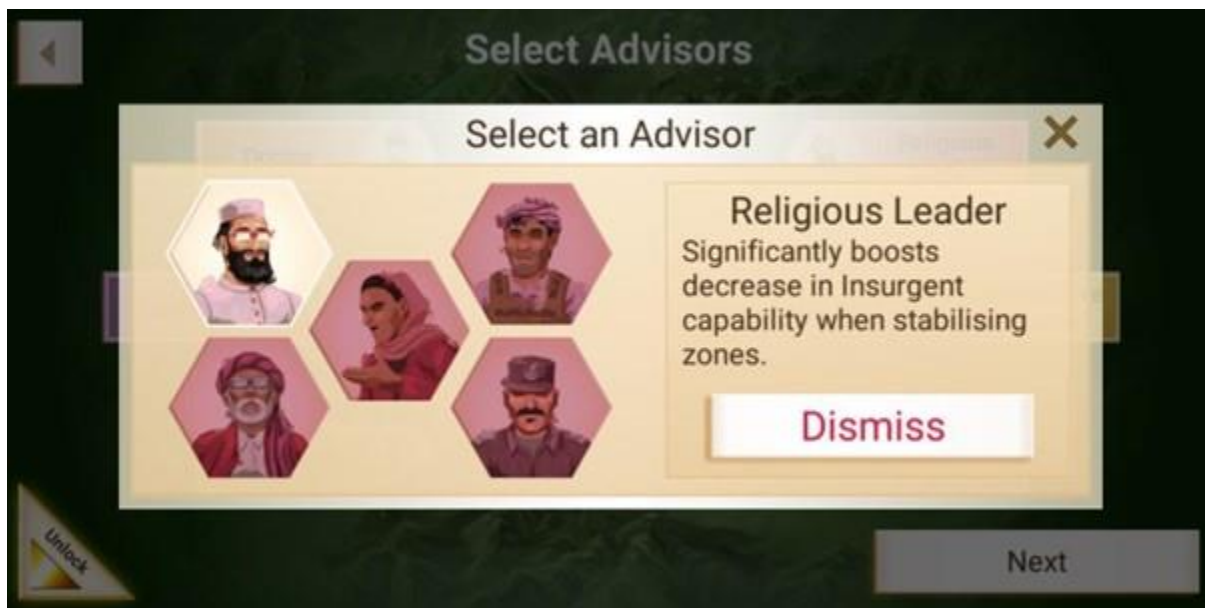 Select Advisors
Select an Advisor
Religious Leader
Significantly boosts
decrease in Insurgent
capability when stabilising
zones.
Dismiss
Unlock
Next